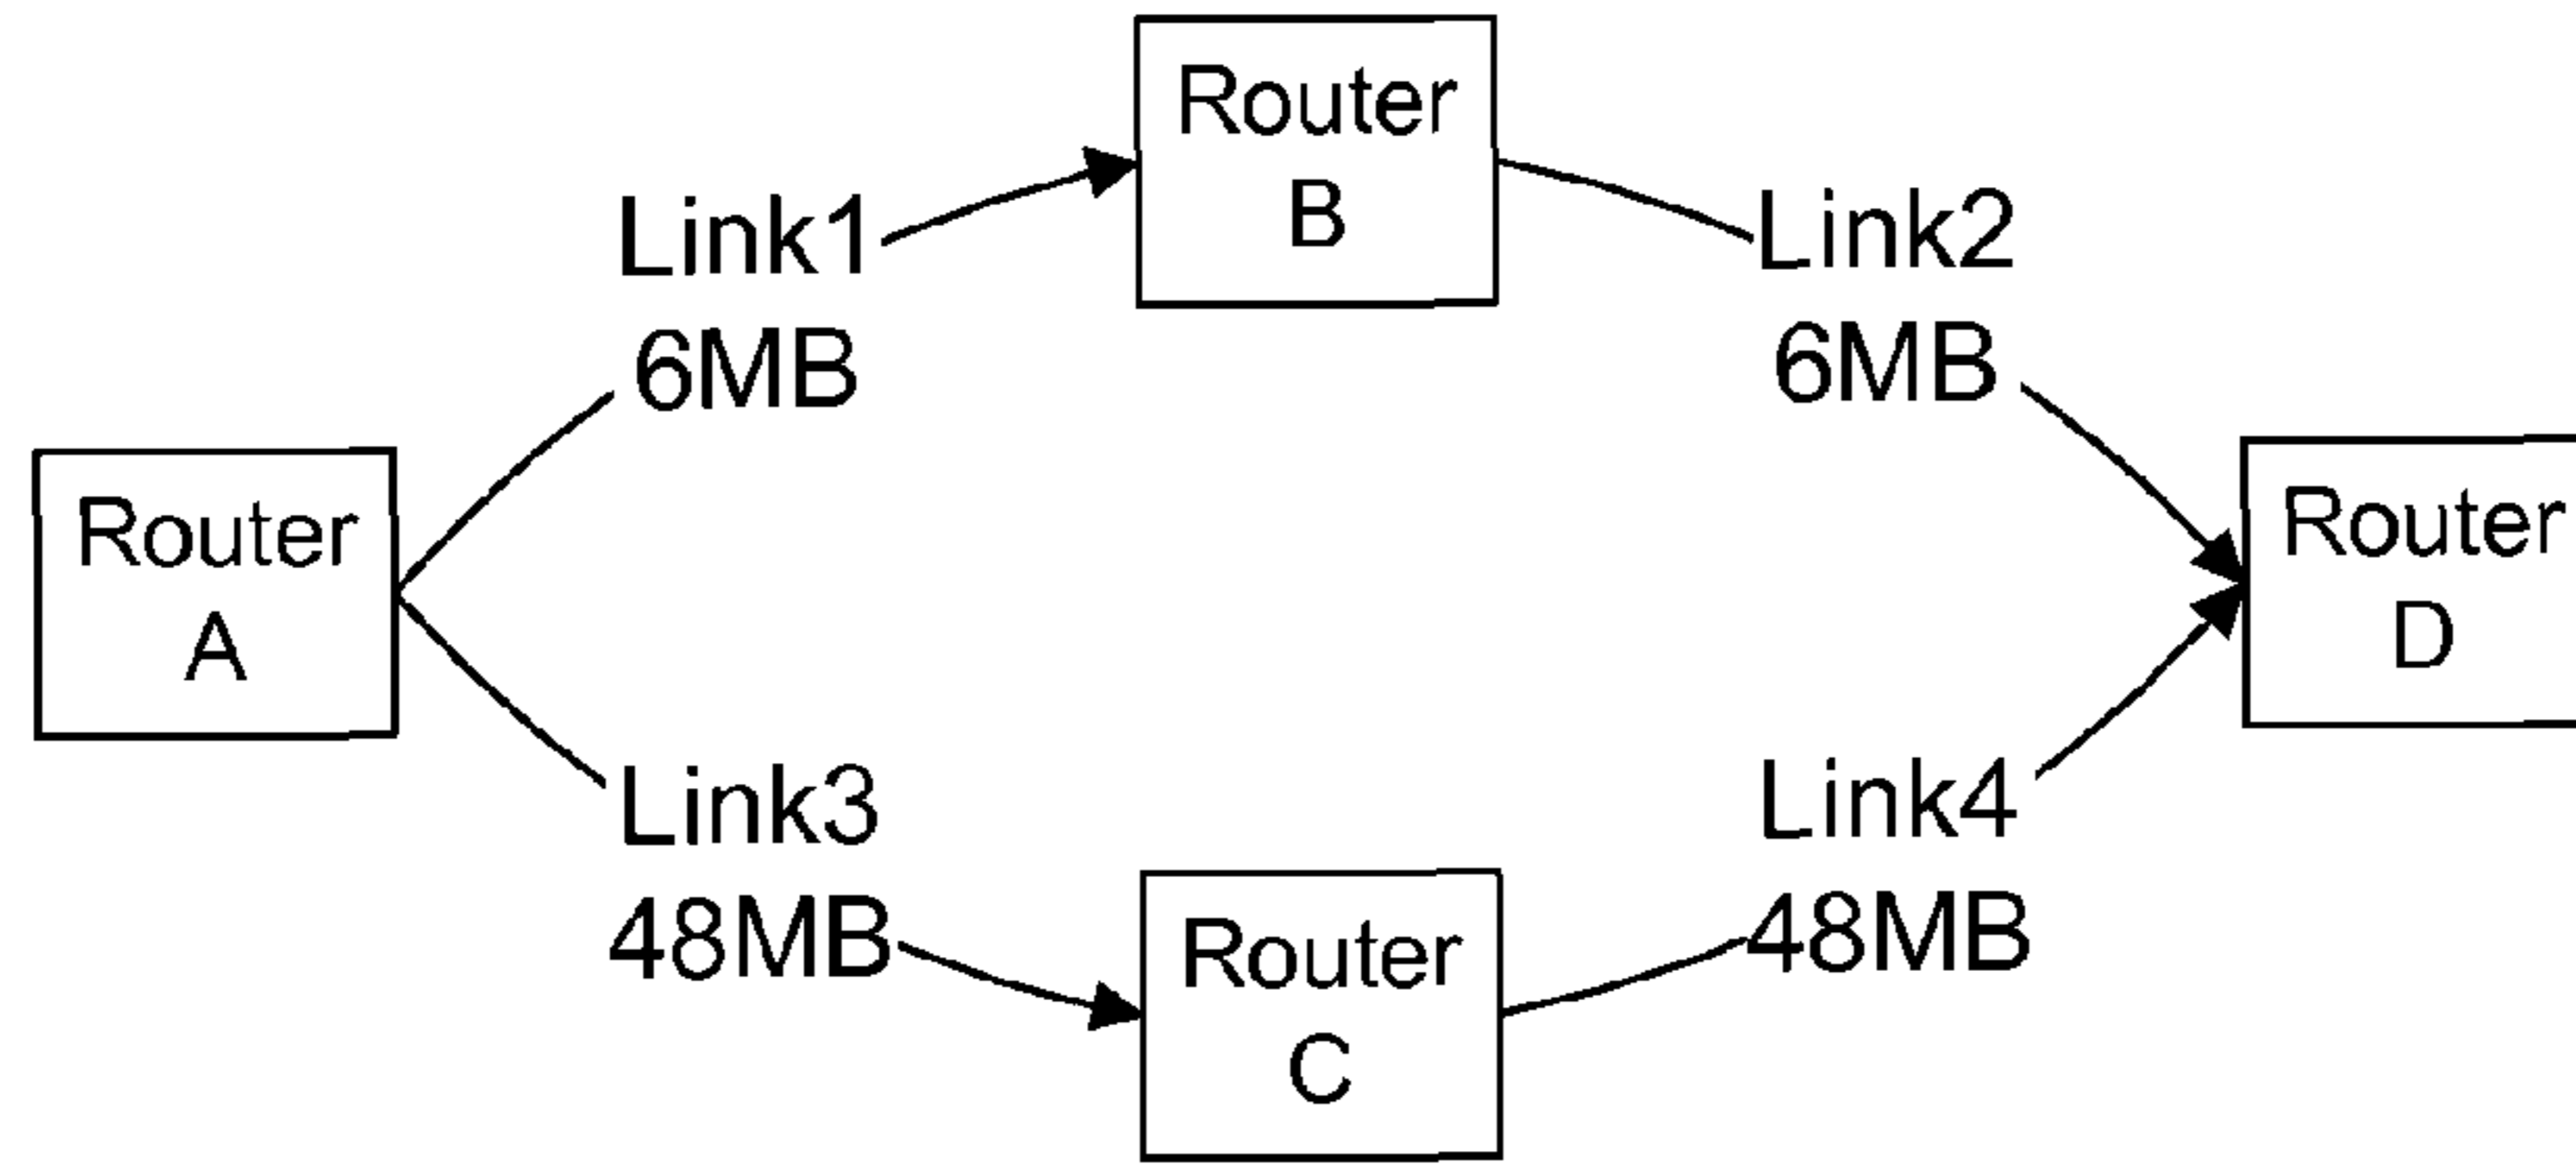 Router
B
Link1
6MB
Link2
6MB
Router
A
Router
D
Link3
48MB
Link4
48MB
Router
C